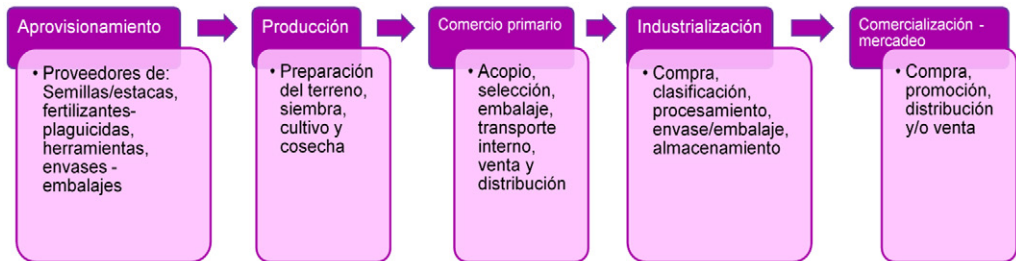 Aprovisionamiento
• Proveedores de:
Semillas/estacas,
fertilizantes-
plaguicidas,
herramientas,
envases -
embalajes
Producción
• Preparación
del terreno,
siembra,
cultivo y
cosecha
Comercio primario
• Acopio,
selección,
embalaje,
transporte
interno,
venta y
distribución
Industrialización
• Compra,
clasificación,
procesamiento,
envase/embalaje,
almacenamiento
Comercialización -
mercadeo
• Compra,
promoción,
distribución
y/o venta